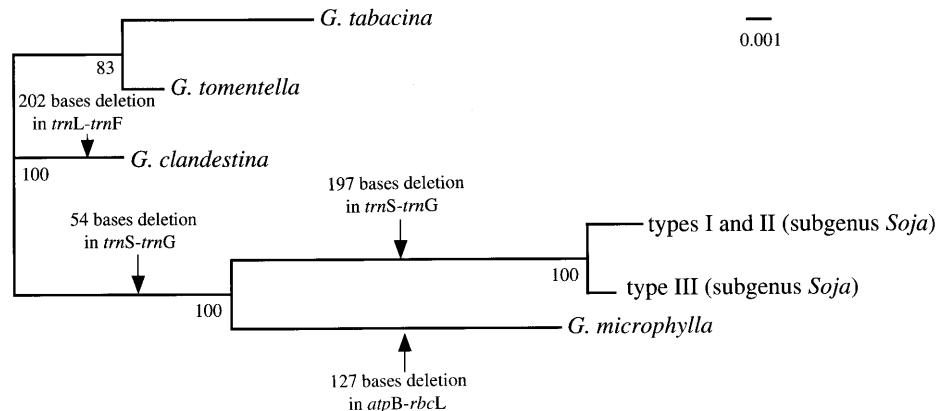 G. tabacina
0.001
83
G. tomentella
202 bases deletion
in trnL-trnF
G. clandestina
100
197 bases deletion
in trnS-trnG
54 bases deletion
in trnS-trnG
types I and II (subgenus Soja)
100
type III (subgenus Soja)
100
G. microphylla
127 bases deletion
in atpB-rbcL